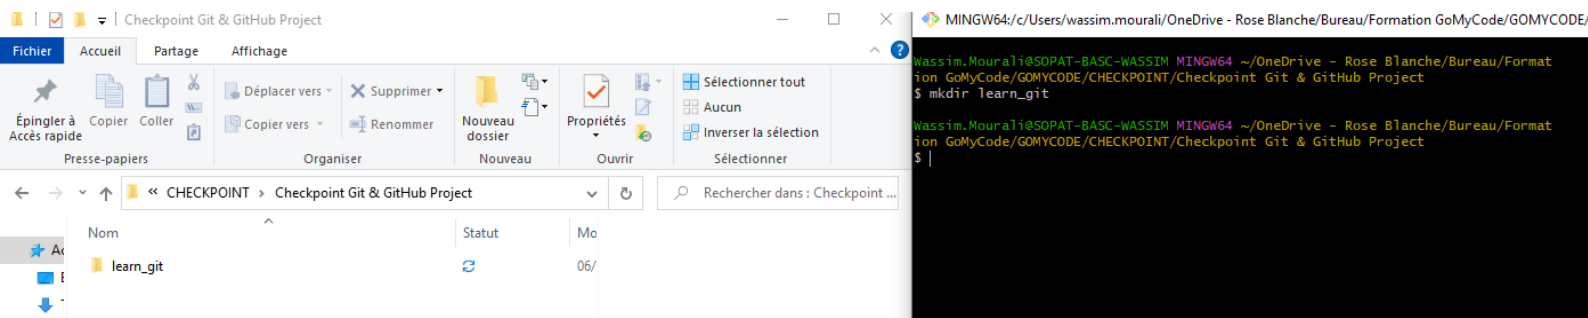 Checkpoint Git & GitHub Project
Fichier Accueil Partage Affichage
Épingler à Accès rapide
Copier
Coller
Presse-papiers
Déplacer vers
Copier vers
Supprimer
Renommer
Organiser
Nouveau dossier
Nouveau
Propriétés
Ouvrir
Sélectionner tout
Aucun
Inverser la sélection
Sélectionner
« CHECKPOINT > Checkpoint Git & GitHub Project
Rechercher dans : Checkpoint ...
Nom Statut Mo
learn_git 06/
MINGW64:/c/Users/wassim.mourali/OneDrive - Rose Blanche/Bureau/Formation GoMyCode/GOMYCODE/
Wassim.Mourali@SOPAT-BASC-WASSIM MINGW64 ~/OneDrive - Rose Blanche/Bureau/Format
ion GoMyCode/GOMYCODE/CHECKPOINT/Checkpoint Git & GitHub Project
$ mkdir learn_git
Wassim.Mourali@SOPAT-BASC-WASSIM MINGW64 ~/OneDrive - Rose Blanche/Bureau/Format
ion GoMyCode/GOMYCODE/CHECKPOINT/Checkpoint Git & GitHub Project
$